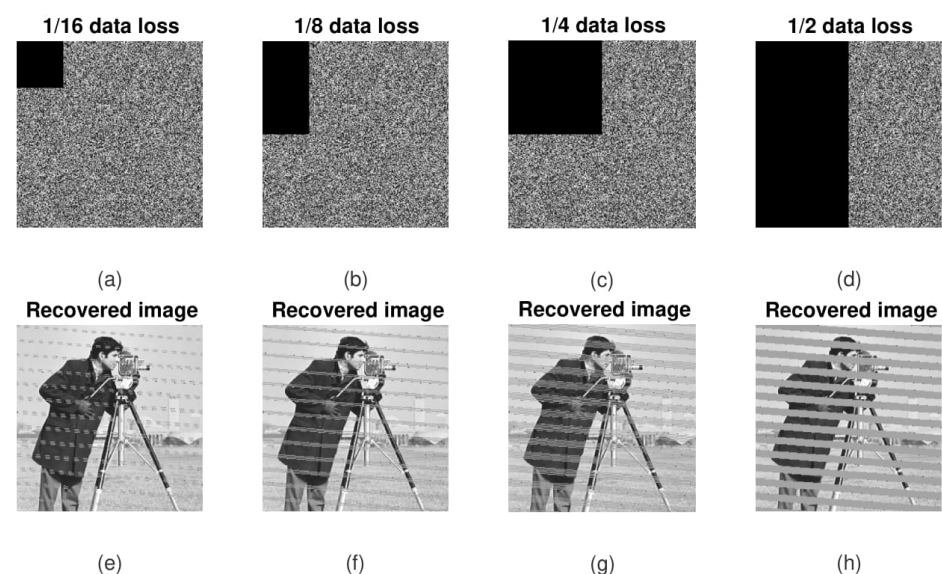 1/16 data loss 1/8 data loss 1/4 data loss 1/2 data loss
(a) (b) (c) (d)
Recovered image Recovered image Recovered image Recovered image
(e) (f) (g) (h)